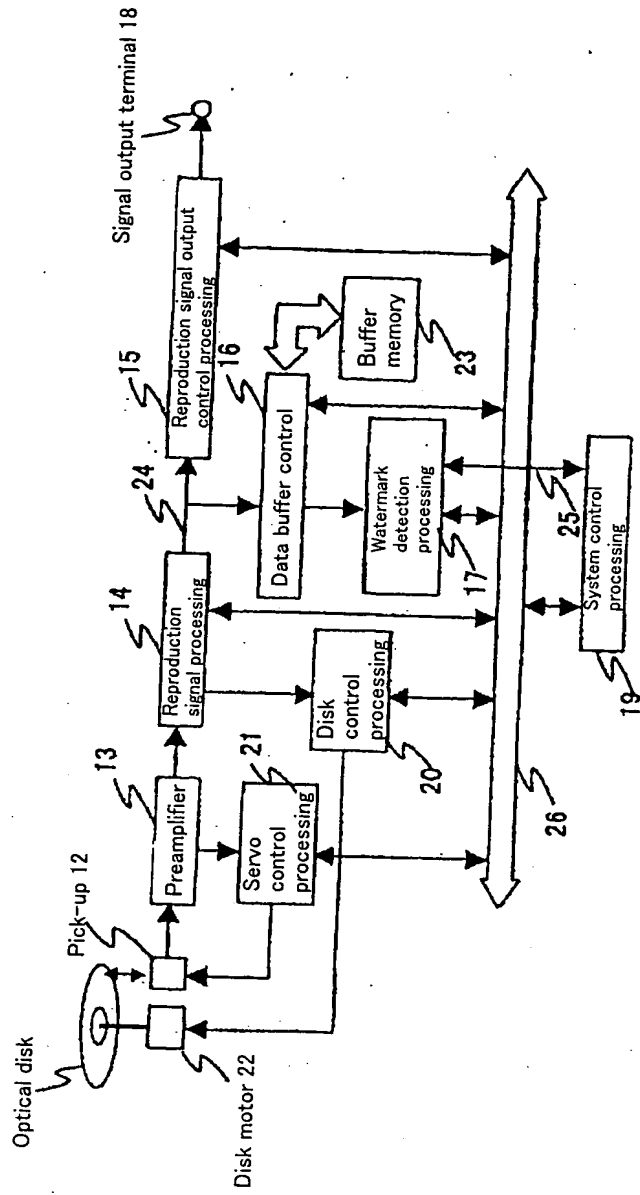 Signal output terminal 18
15
Reproduction signal output
control processing
24
16
Data buffer control
Buffer
memory
23
14
Reproduction
signal processing
Watermark
detection
processing
17
25
13
Preamplifier
21
Servo
control
processing
Disk
control
processing
20
System control
processing
19
26
Pick-up 12
Optical disk
Disk motor 22